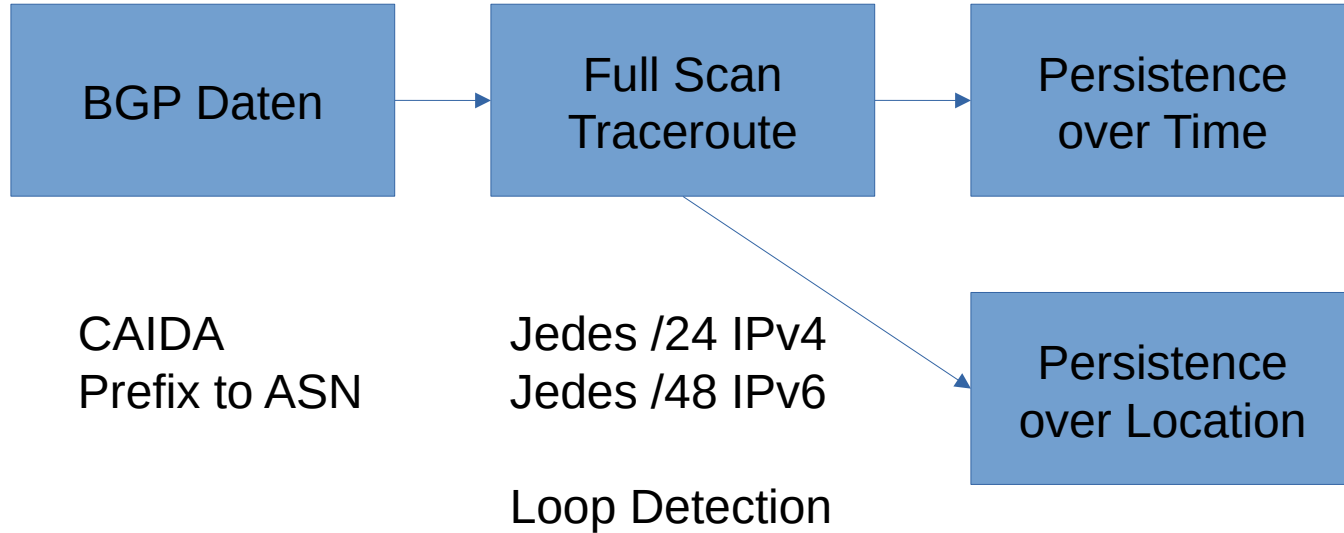 BGP Daten
Full Scan
Traceroute
Persistence
over Time
CAIDA
Prefix to ASN
Jedes /24 IPv4
Jedes /48 IPv6
Loop Detection
Persistence
over Location